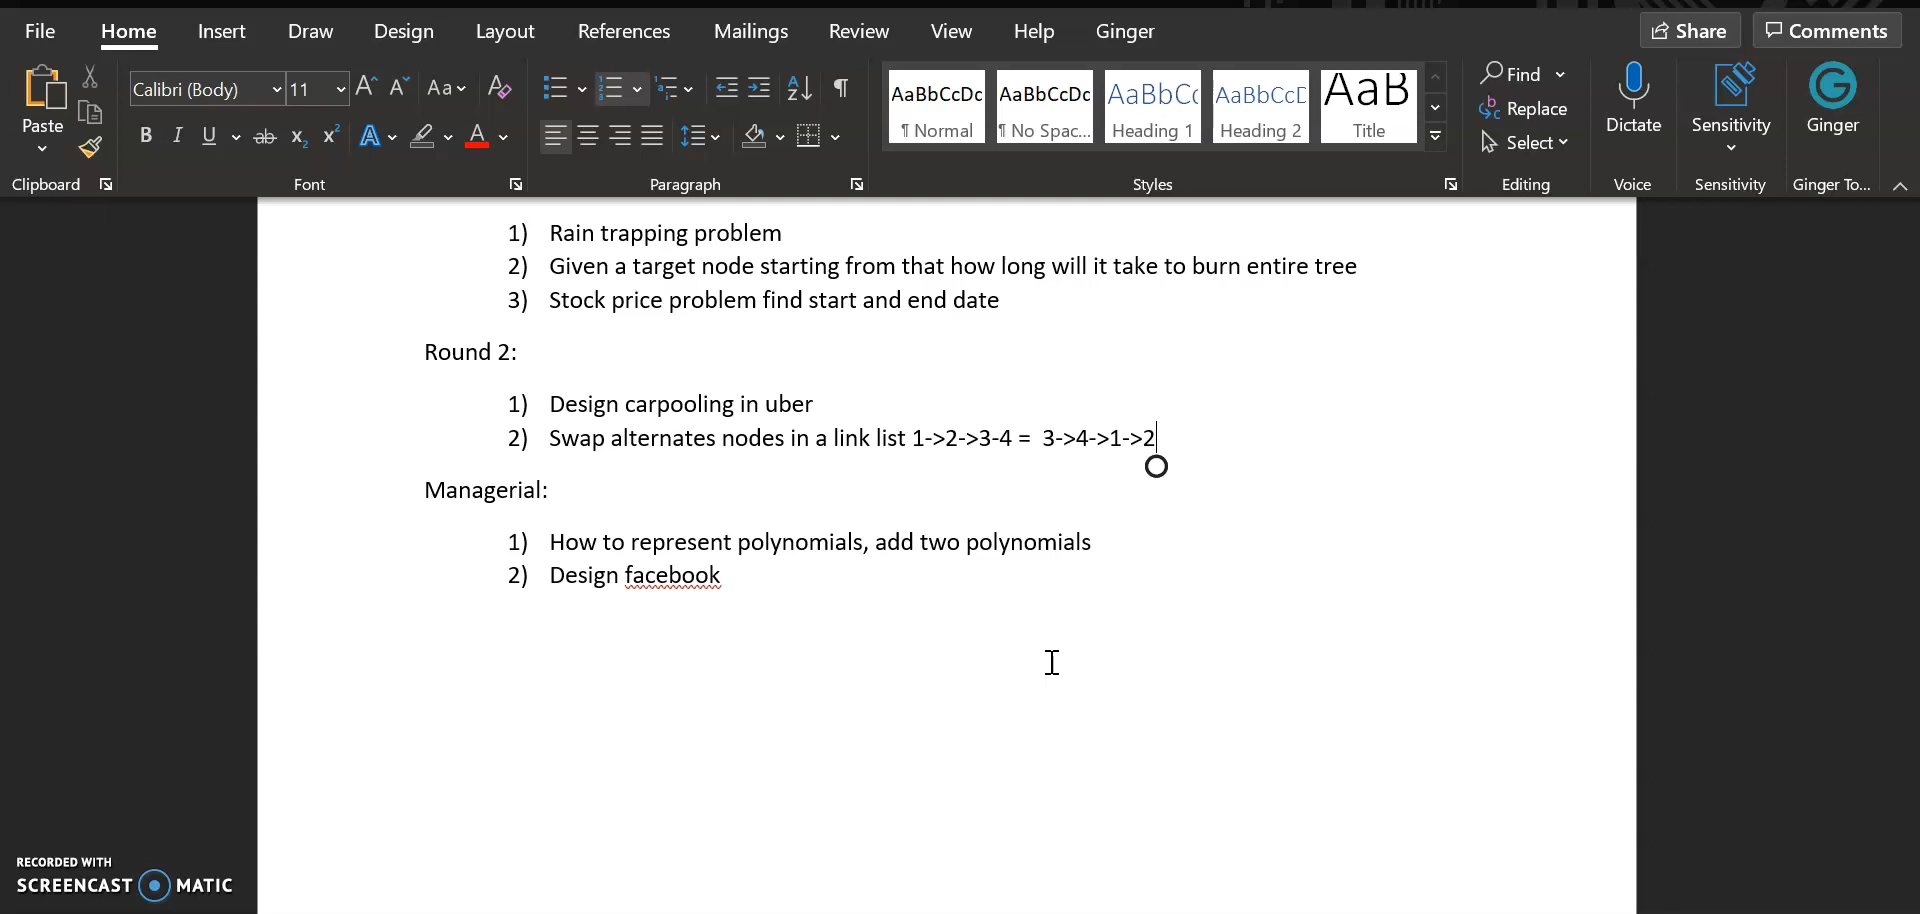 File Home Insert Draw Design Layout References Mailings Review View Help Ginger Share Comments
Paste
Calibri (Body) 11
Aa
B I U ab x2 x2 A A
AaBbCcDc AaBbCcDc AaBbCc AaBbCcD AaB
¶ Normal ¶ No Spac... Heading 1 Heading 2 Title
Find
Replace
Select
Dictate
Sensitivity
Ginger
Clipboard Font Paragraph Styles Editing Voice Sensitivity Ginger To...
1) Rain trapping problem
2) Given a target node starting from that how long will it take to burn entire tree
3) Stock price problem find start and end date
Round 2:
1) Design carpooling in uber
2) Swap alternates nodes in a link list 1->2->3-4 = 3->4->1->2
Managerial:
1) How to represent polynomials, add two polynomials
2) Design facebook
RECORDED WITH
SCREENCAST MATIC